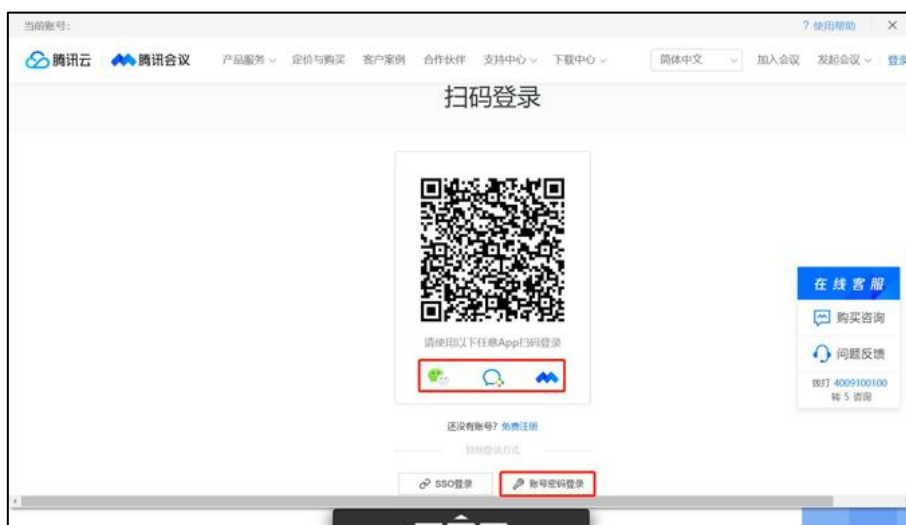 当前账号:
? 使用帮助
腾讯云 腾讯会议 产品服务 定价与购买 客户案例 合作伙伴 支持中心 下载中心 简体中文 加入会议 发起会议 登录
扫码登录
请使用以下任意App扫码登录
还没有账号? 免费注册
其他登录方式
SSO登录 账号密码登录
在线客服
购买咨询
问题反馈
拨打 4009100100
转 5 咨询